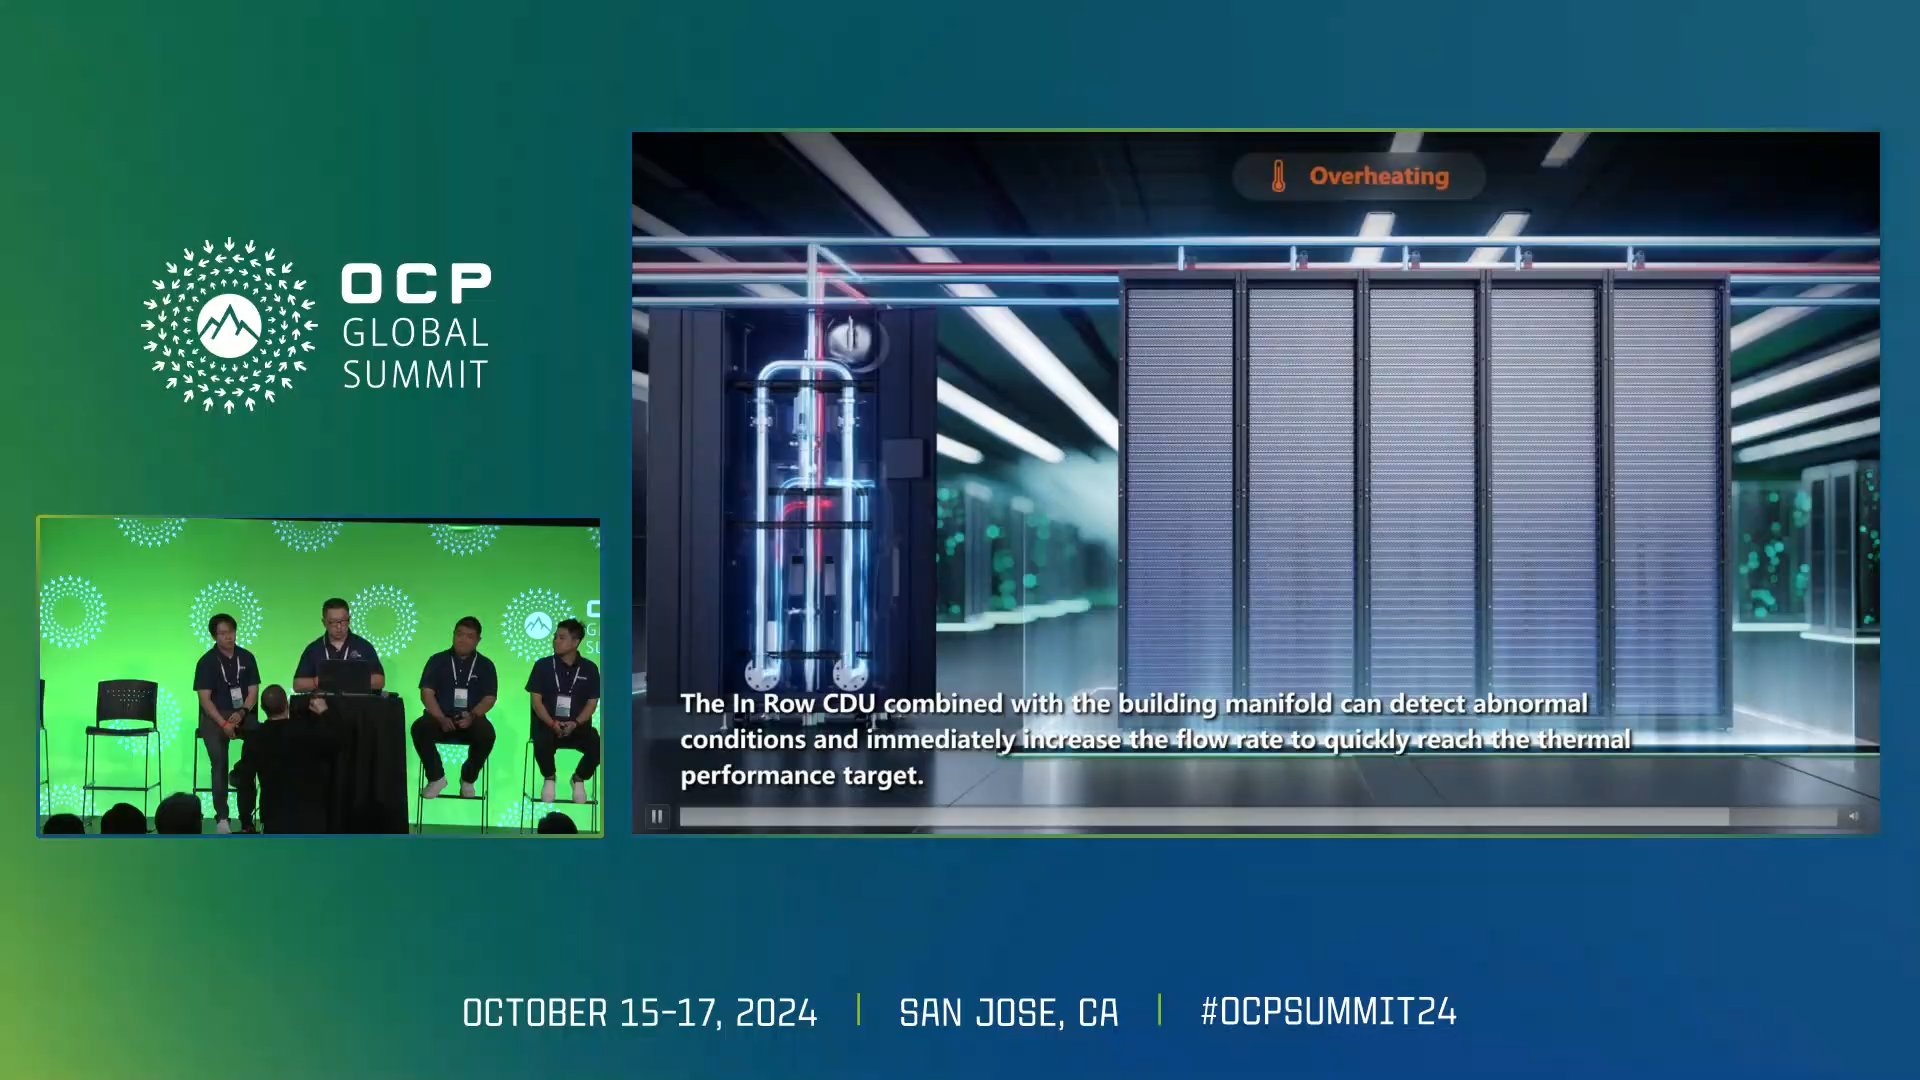 OCP
GLOBAL
SUMMIT
Overheating
The In Row CDU combined with the building manifold can detect abnormal
conditions and immediately increase the flow rate to quickly reach the thermal
performance target.
OCTOBER 15-17, 2024 | SAN JOSE, CA | #OCPSUMMIT24